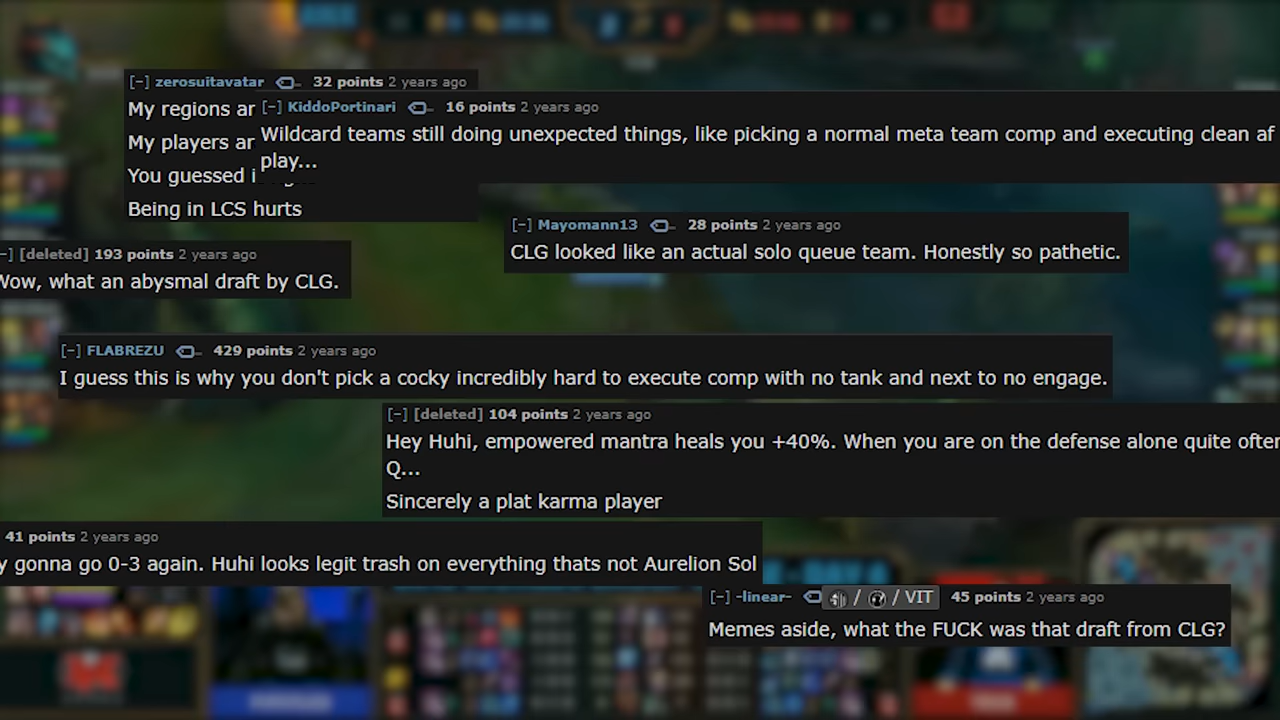 [–] zerosuitavatar 32 points 2 years ago
My regions ar
My players ar
You guessed i
Being in LCS hurts
[–] KiddoPortinari 16 points 2 years ago
Wildcard teams still doing unexpected things, like picking a normal meta team comp and executing clean af
play...
[–] Mayomann13 28 points 2 years ago
CLG looked like an actual solo queue team. Honestly so pathetic.
–] [deleted] 193 points 2 years ago
Wow, what an abysmal draft by CLG.
[–] FLABREZU 429 points 2 years ago
I guess this is why you don't pick a cocky incredibly hard to execute comp with no tank and next to no engage.
[–] [deleted] 104 points 2 years ago
Hey Huhi, empowered mantra heals you +40%. When you are on the defense alone quite often
Q...
Sincerely a plat karma player
41 points 2 years ago
y gonna go 0-3 again. Huhi looks legit trash on everything thats not Aurelion Sol
[–] -linear- / / VIT 45 points 2 years ago
Memes aside, what the FUCK was that draft from CLG?